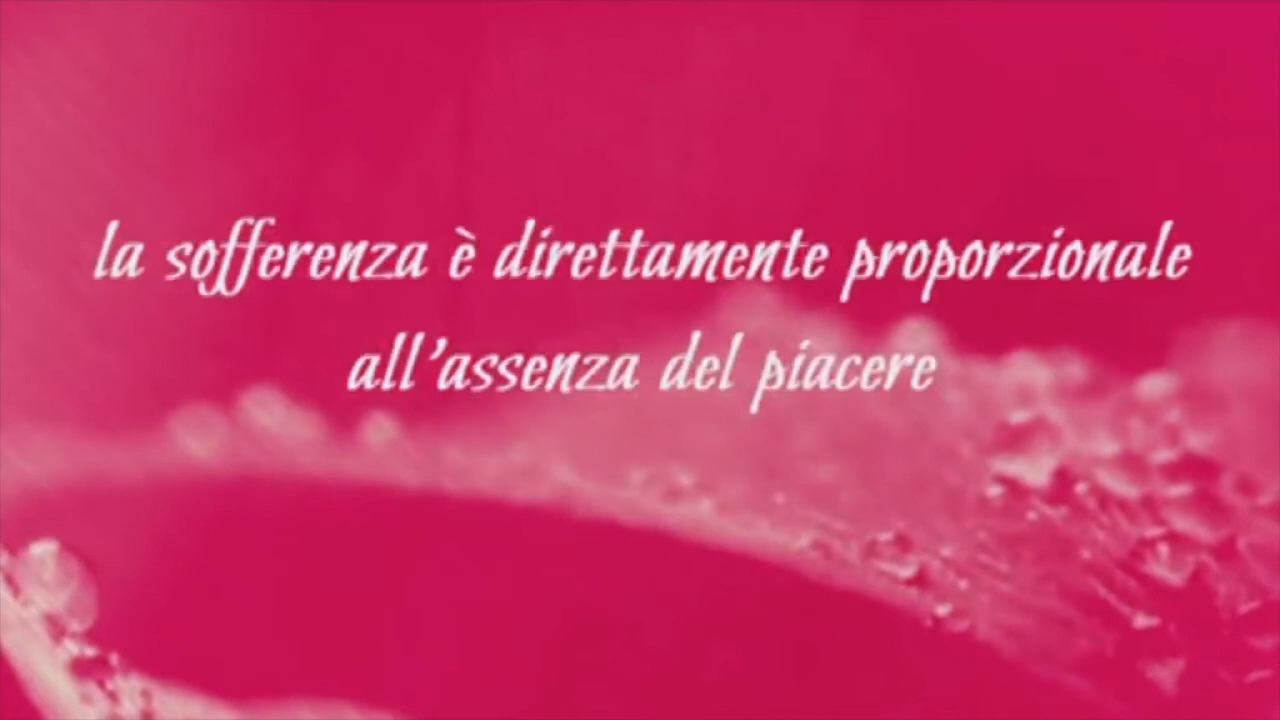 la sofferenza è direttamente proporzionale
all'assenza del piacere